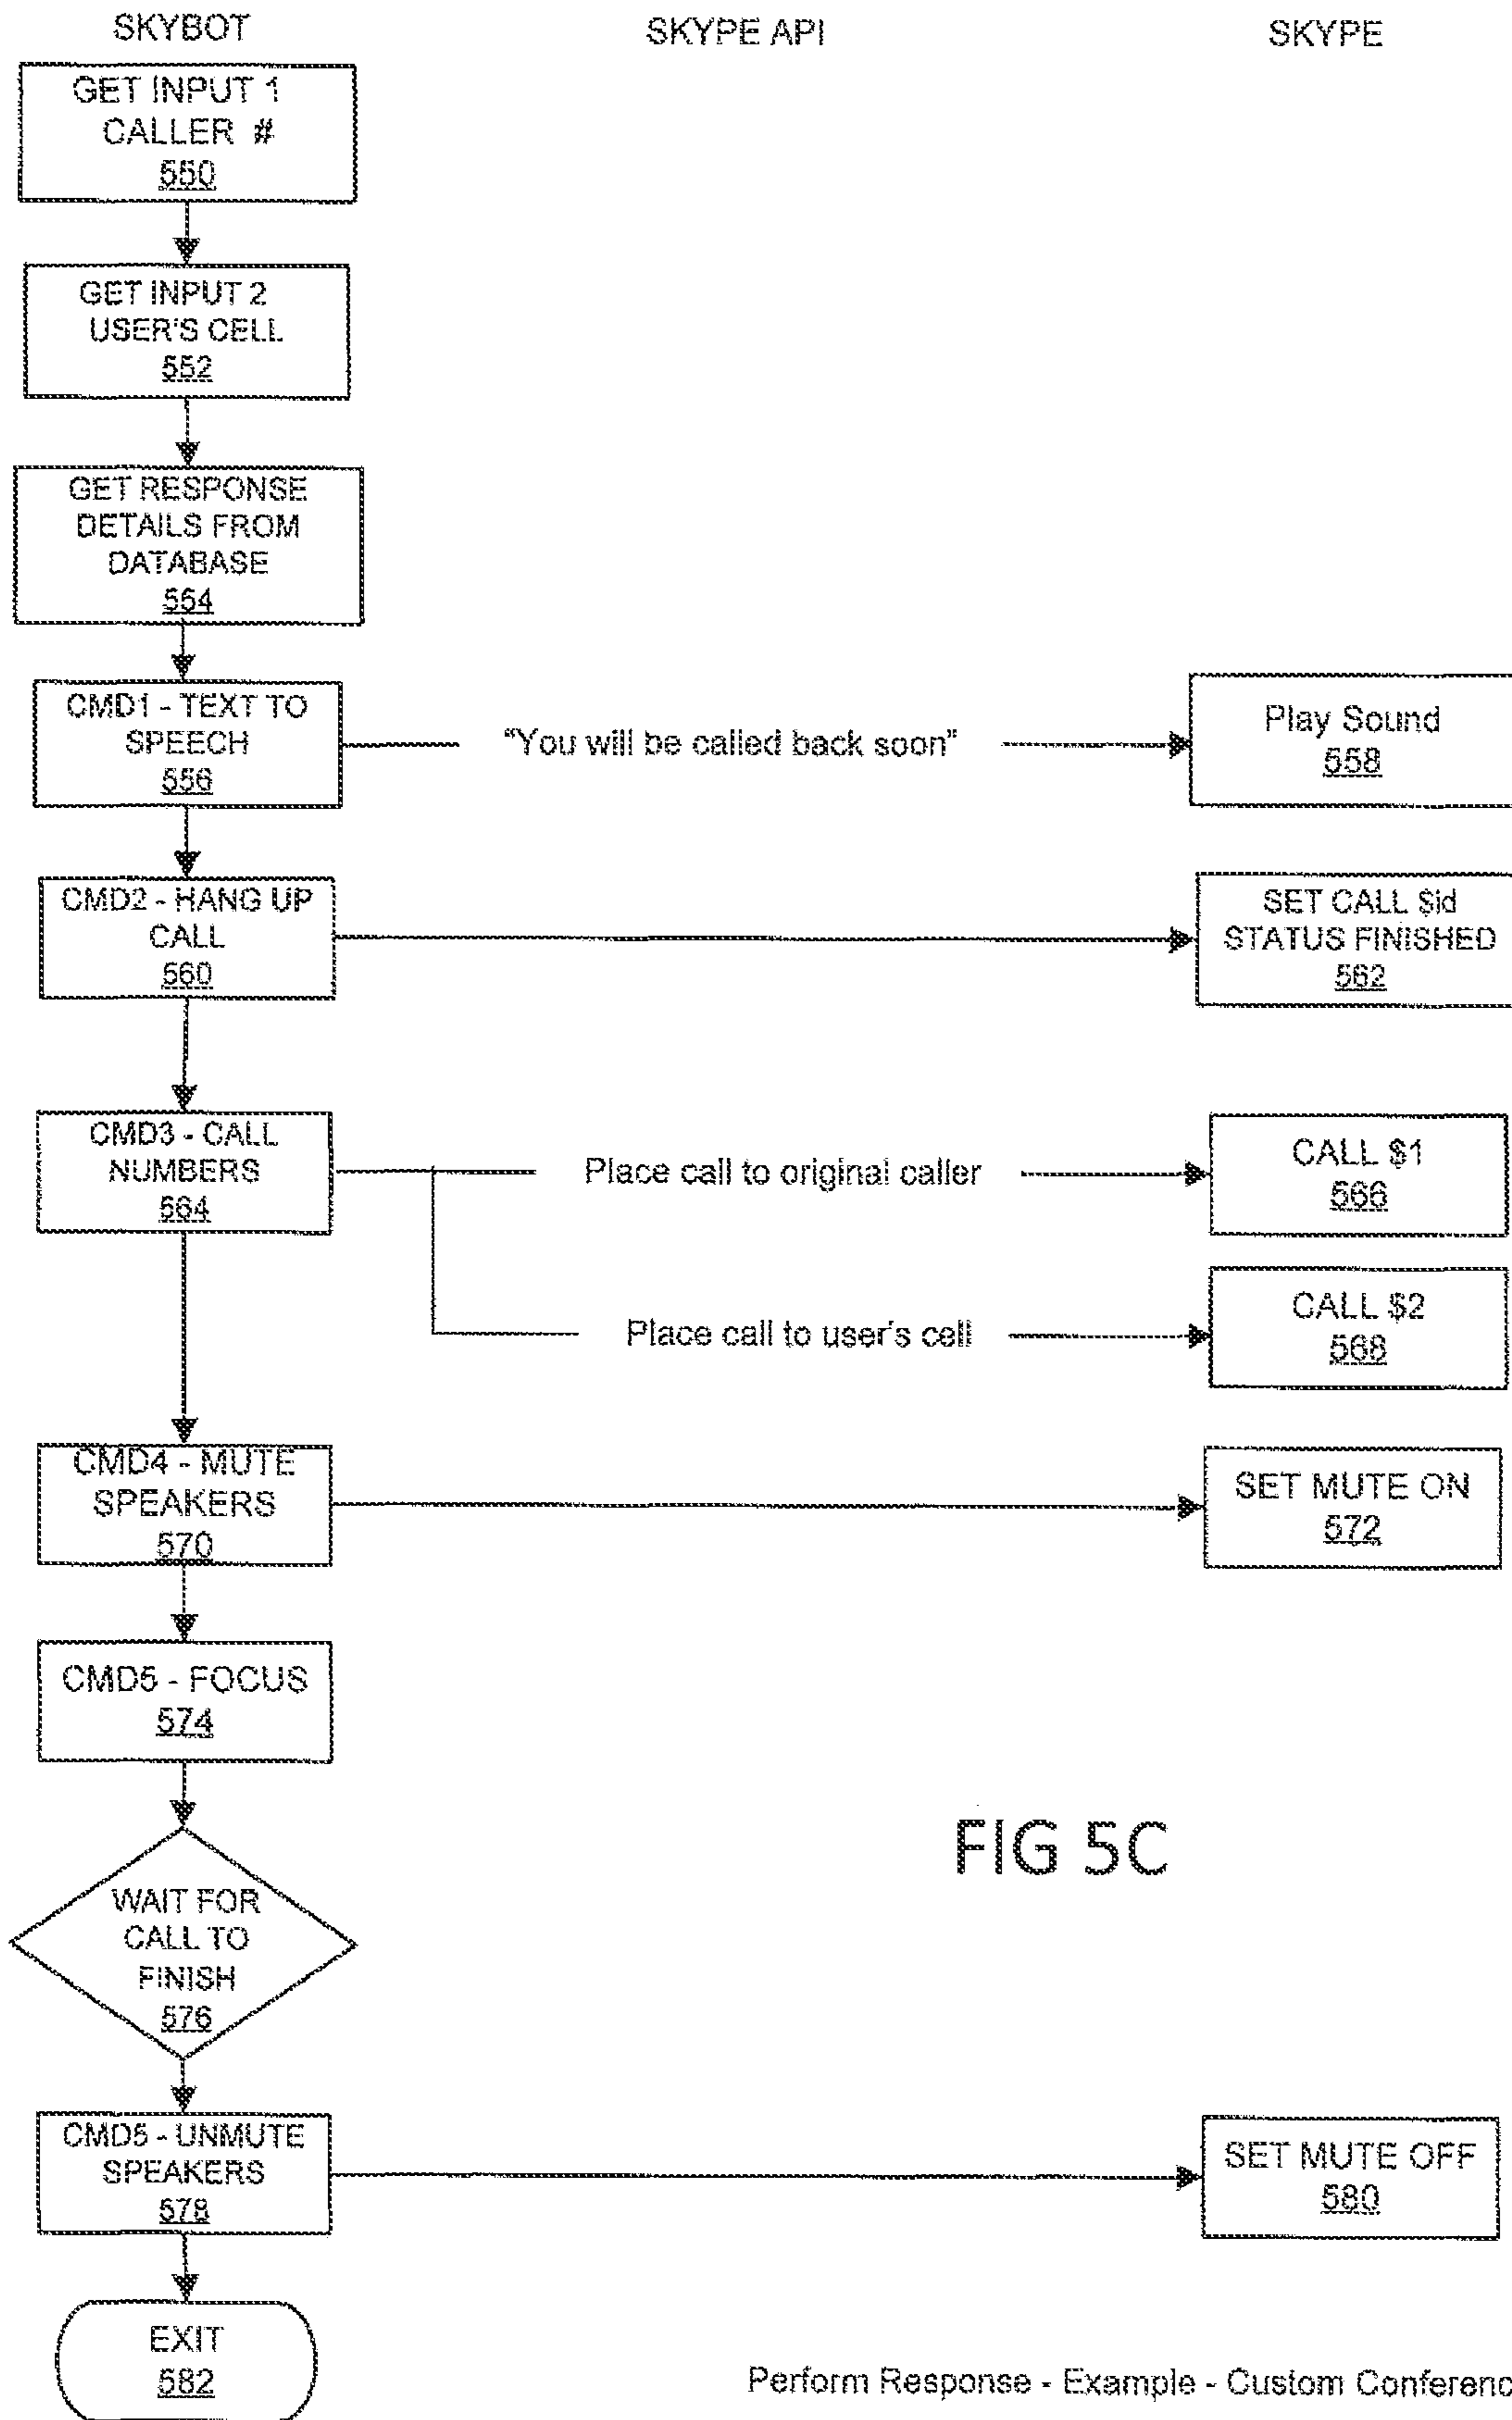 SKYBOT SKYPE API SKYPE
GET INPUT 1
CALLER #
550
GET INPUT 2
USER'S CELL
552
GET RESPONSE
DETAILS FROM
DATABASE
554
CMD1 - TEXT TO
SPEECH
556
"You will be called back soon"
Play Sound
558
CMD2 - HANG UP
CALL
560
SET CALL $id
STATUS FINISHED
562
CMD3 - CALL
NUMBERS
564
Place call to original caller
CALL $1
566
Place call to user's cell
CALL $2
568
CMD4 - MUTE
SPEAKERS
570
SET MUTE ON
572
CMD5 - FOCUS
574
FIG 5C
WAIT FOR
CALL TO
FINISH
576
CMD5 - UNMUTE
SPEAKERS
578
SET MUTE OFF
580
EXIT
582
Perform Response - Example - Custom Conferenc